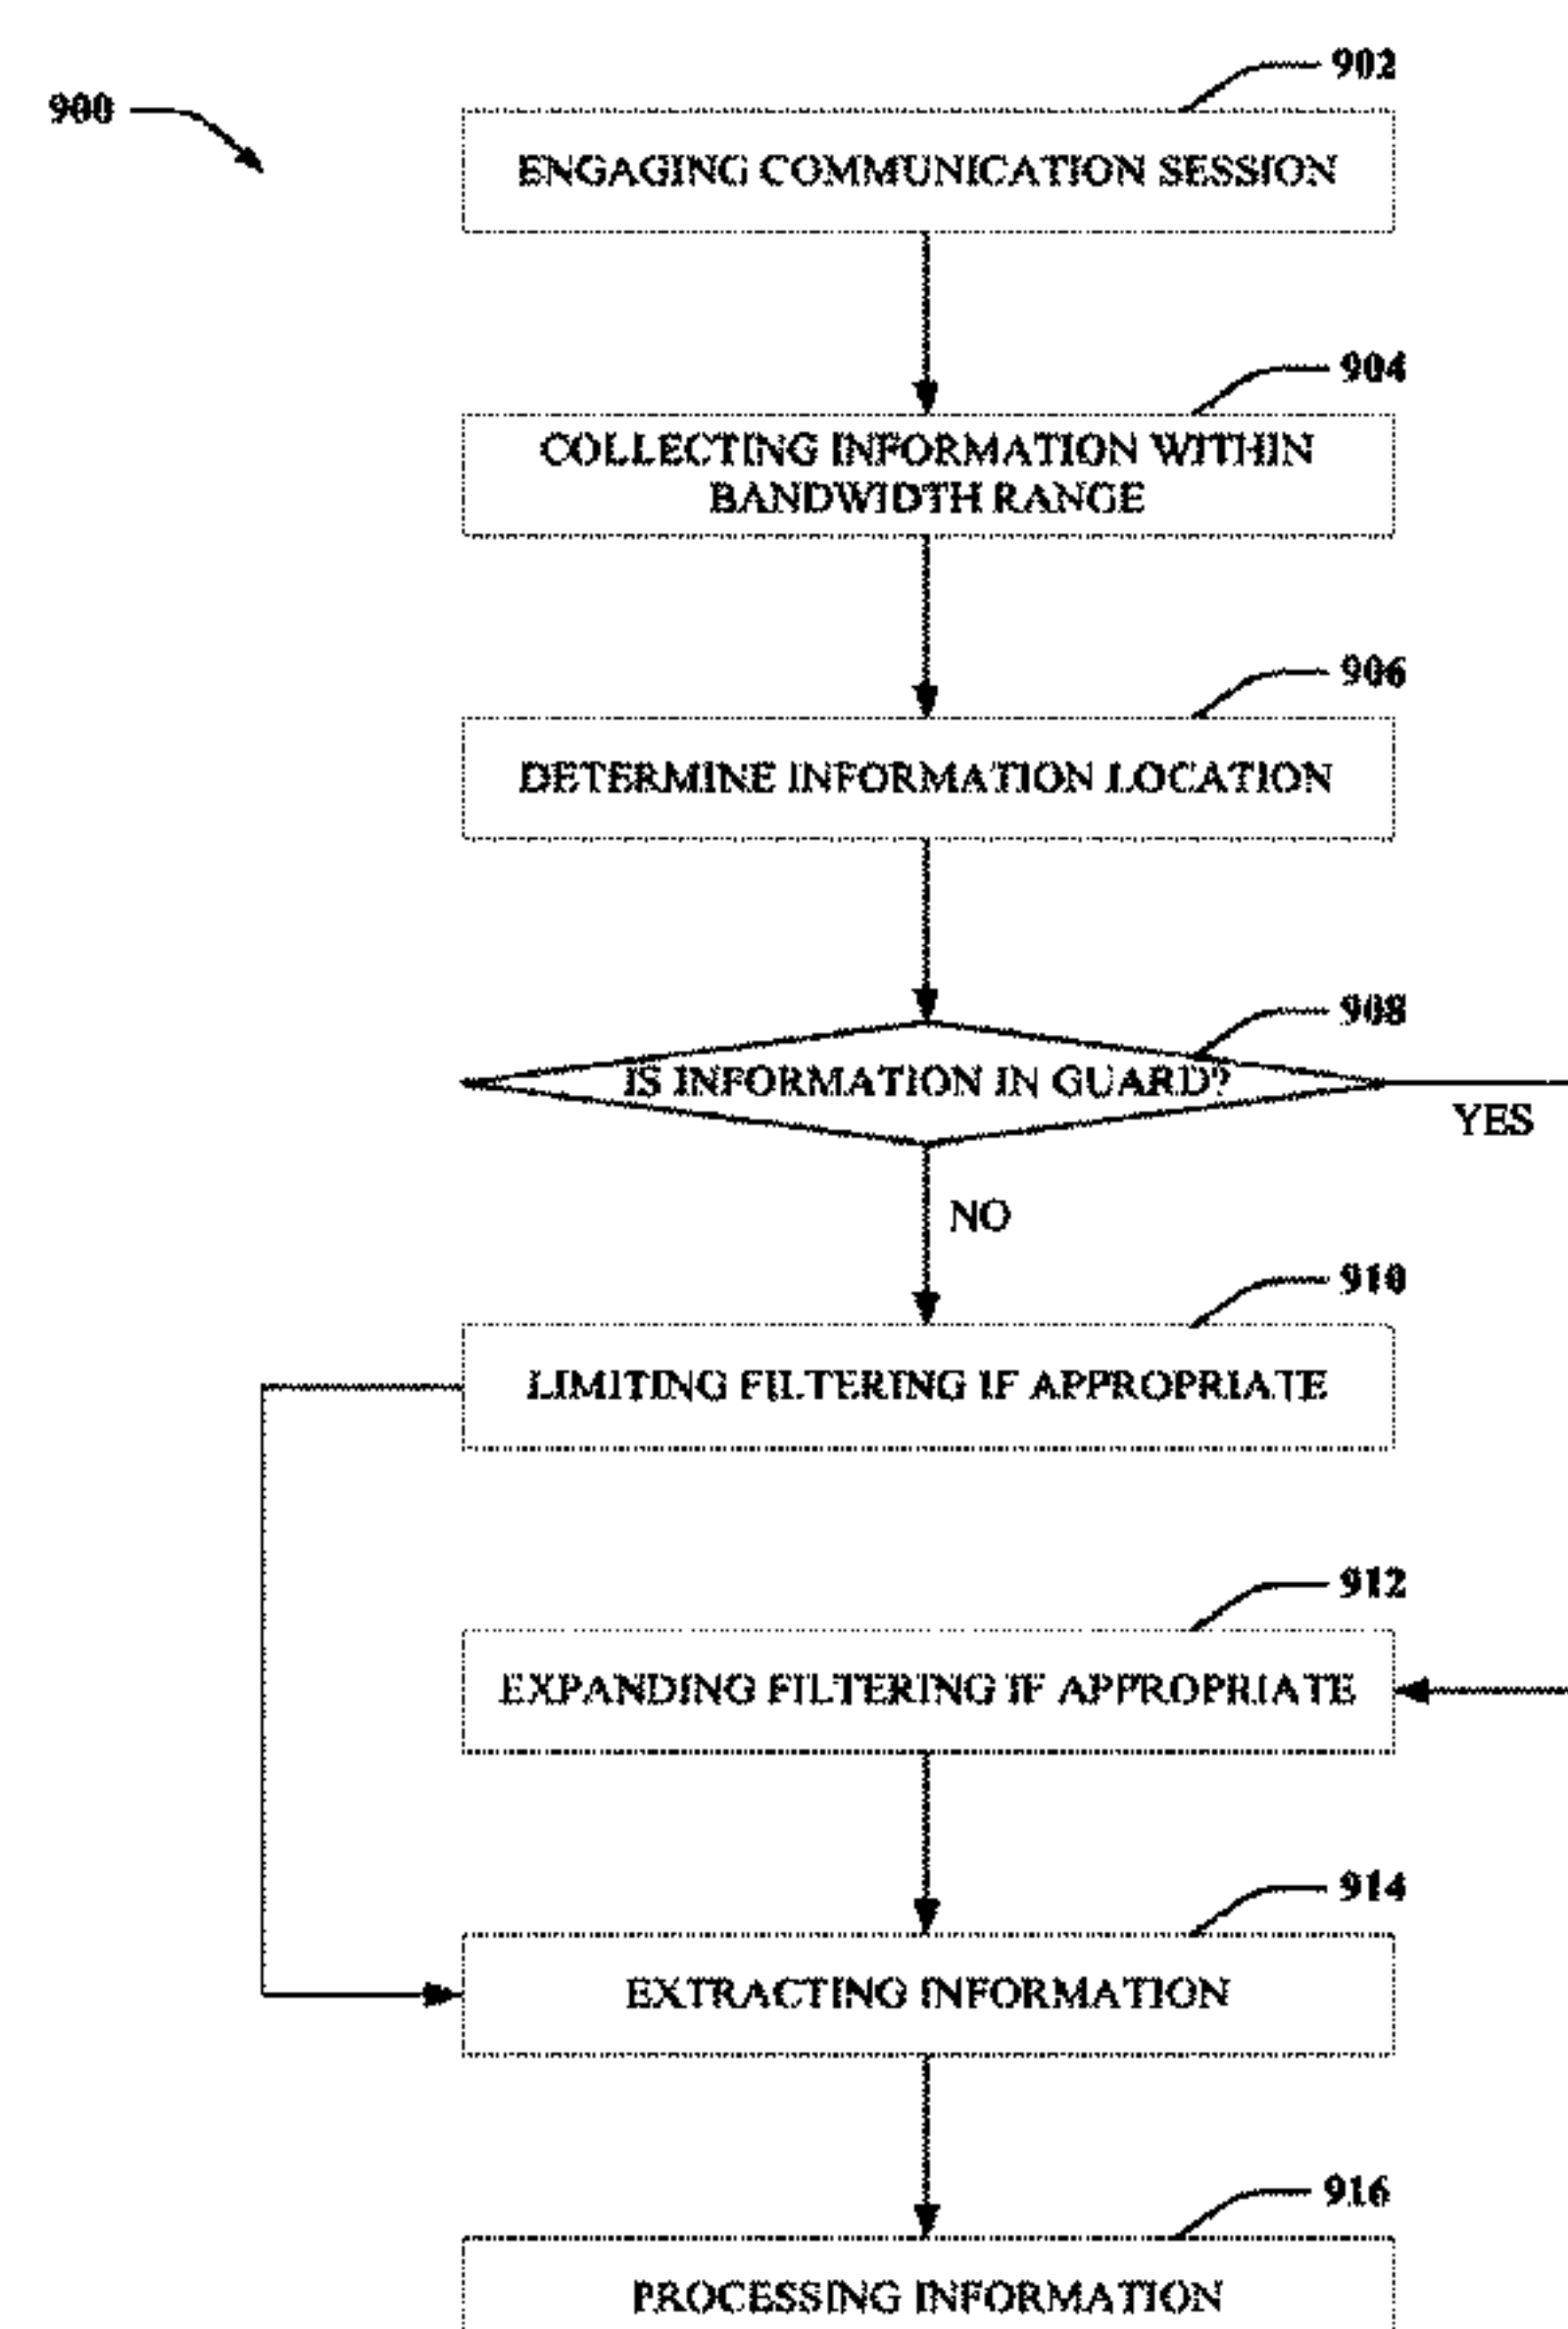 900
902
ENGAGING COMMUNICATION SESSION
904
COLLECTING INFORMATION WITHIN
BANDWIDTH RANGE
906
DETERMINE INFORMATION LOCATION
908
IS INFORMATION IN GUARD?
YES
NO
910
LIMITING FILTERING IF APPROPRIATE
912
EXPANDING FILTERING IF APPROPRIATE
914
EXTRACTING INFORMATION
916
PROCESSING INFORMATION